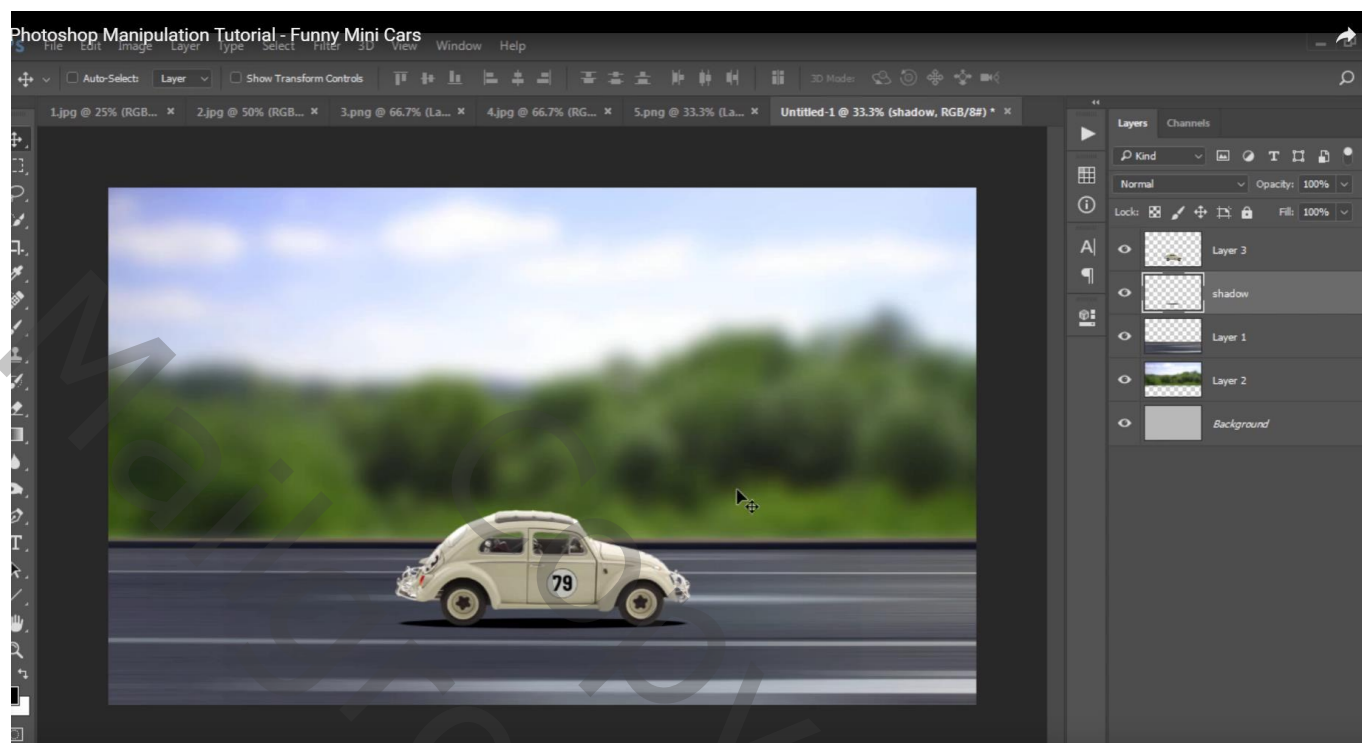 Photoshop Manipulation Tutorial - Funny Mini Cars
File Edit Image Layer Type Select Filter 3D View Window Help
Auto-Select: Layer Show Transform Controls 3D Mode:
1.jpg @ 25% (RGB... × 2.jpg @ 50% (RGB... × 3.png @ 66.7% (La... × 4.jpg @ 66.7% (RG... × 5.png @ 33.3% (La... × Untitled-1 @ 33.3% (shadow, RGB/8#) * ×
Layers Channels
Kind
Normal Opacity: 100%
Lock: Fill: 100%
Layer 3
shadow
Layer 1
Layer 2
Background
79